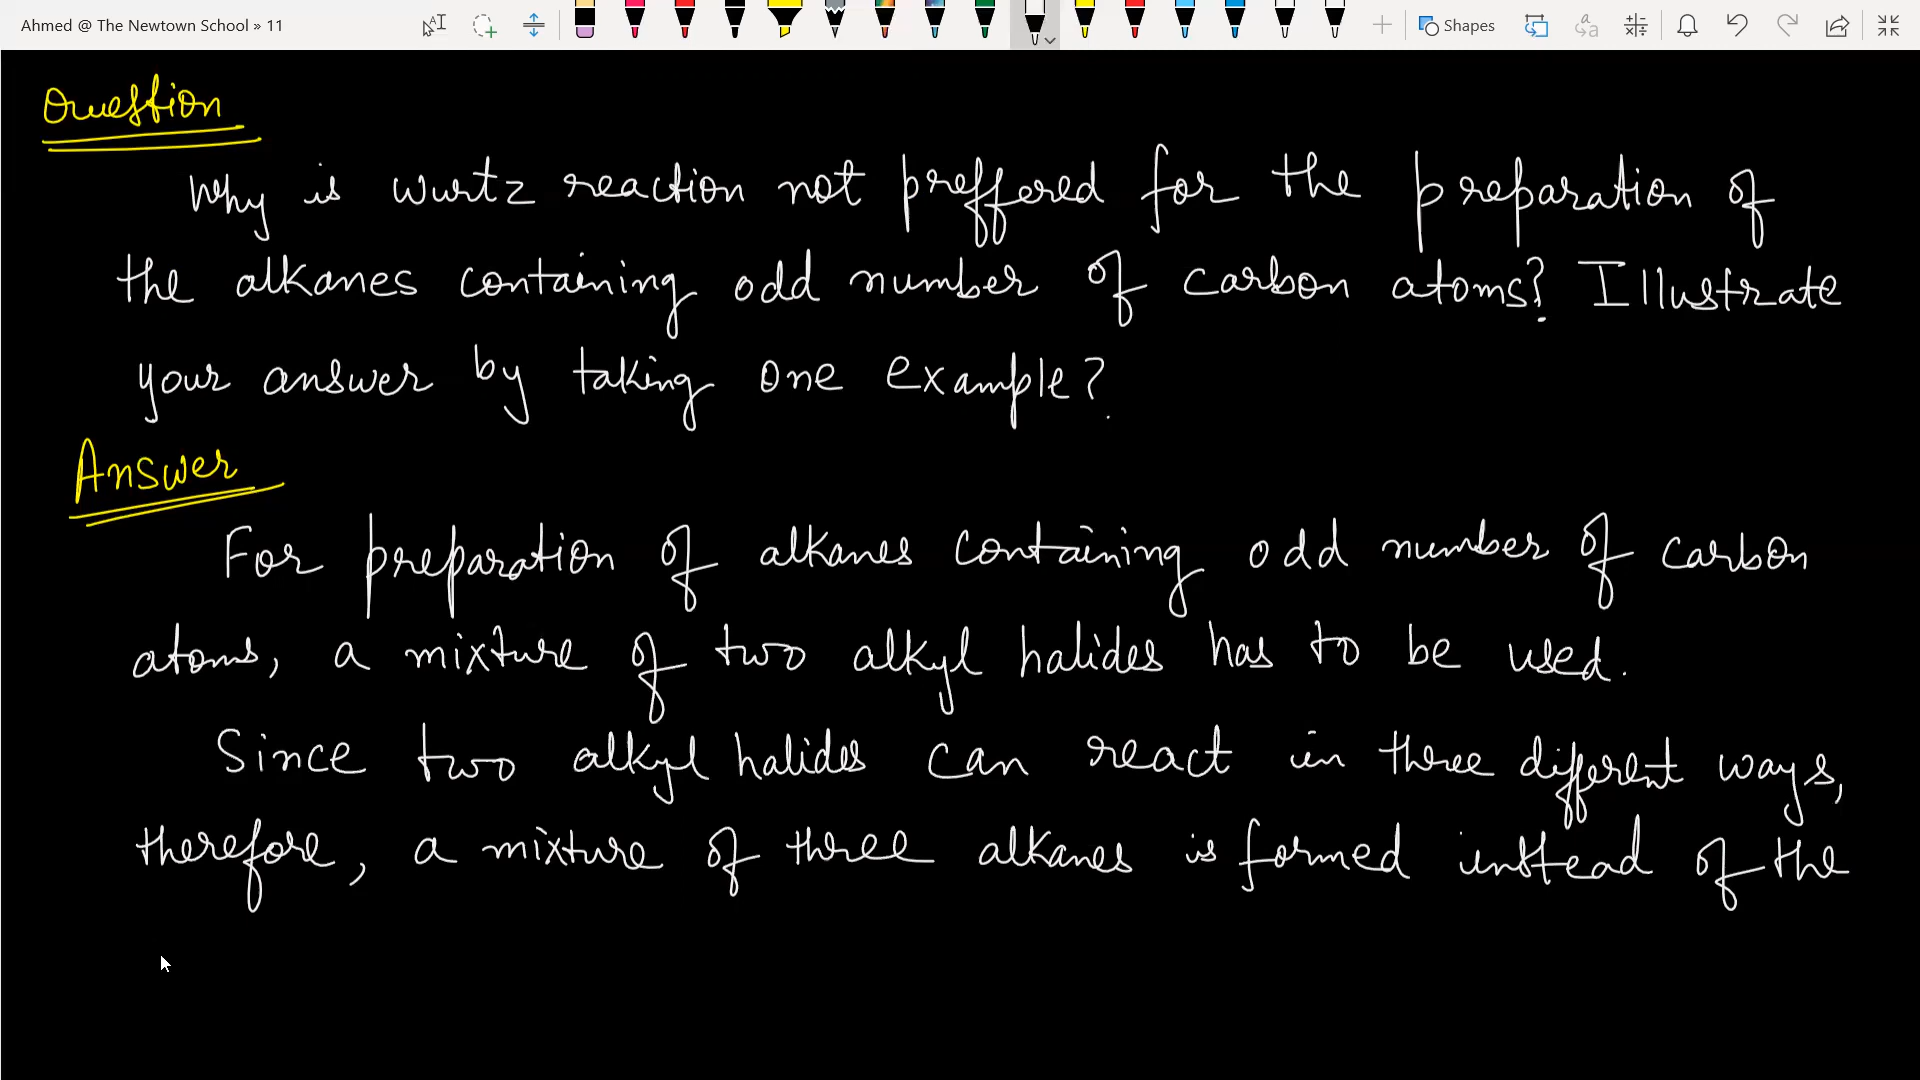 Ahmed @ The Newtown School » 11
Shapes
Question
Why is wurtz reaction not preffered for the preparation of
the alkanes containing odd number of carbon atoms? Illustrate
your answer by taking one example?
Answer
For preparation of alkanes containing odd number of carbon
atoms, a mixture of two alkyl halides has to be used.
Since two alkyl halides can react in three different ways,
therefore, a mixture of three alkanes is formed instead of the